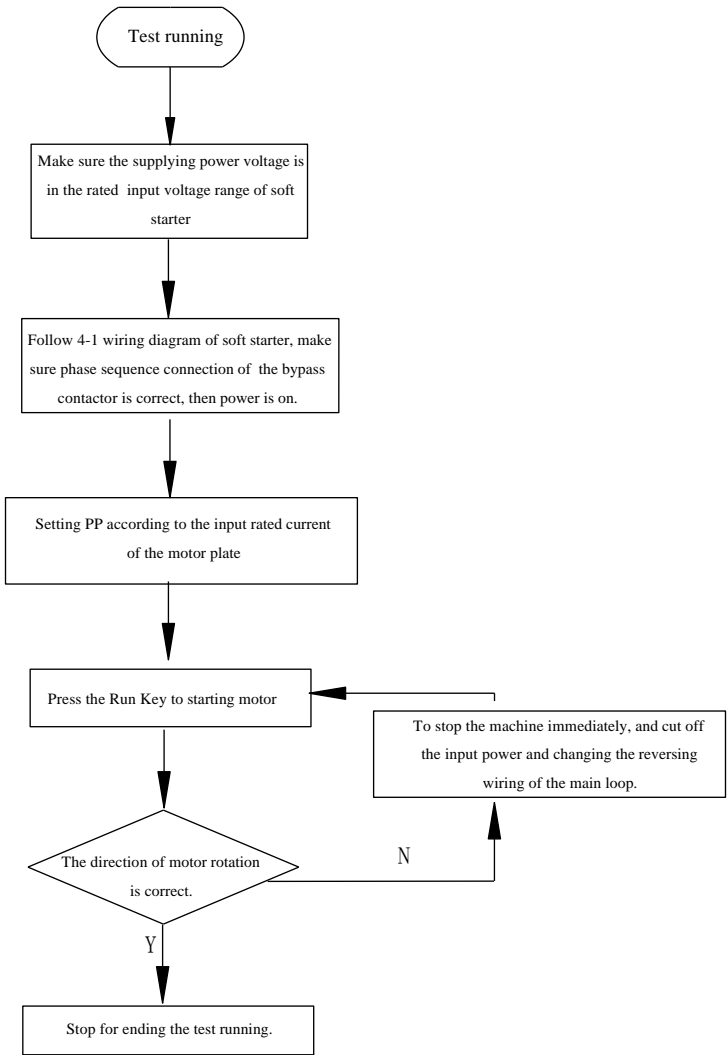 Test running
Make sure the supplying power voltage is
in the rated input voltage range of soft
starter
Follow 4-1 wiring diagram of soft starter, make
sure phase sequence connection of the bypass
contactor is correct, then power is on.
Setting PP according to the input rated current
of the motor plate
Press the Run Key to starting motor
To stop the machine immediately, and cut off
the input power and changing the reversing
wiring of the main loop.
The direction of motor rotation
is correct.
N
Y
Stop for ending the test running.